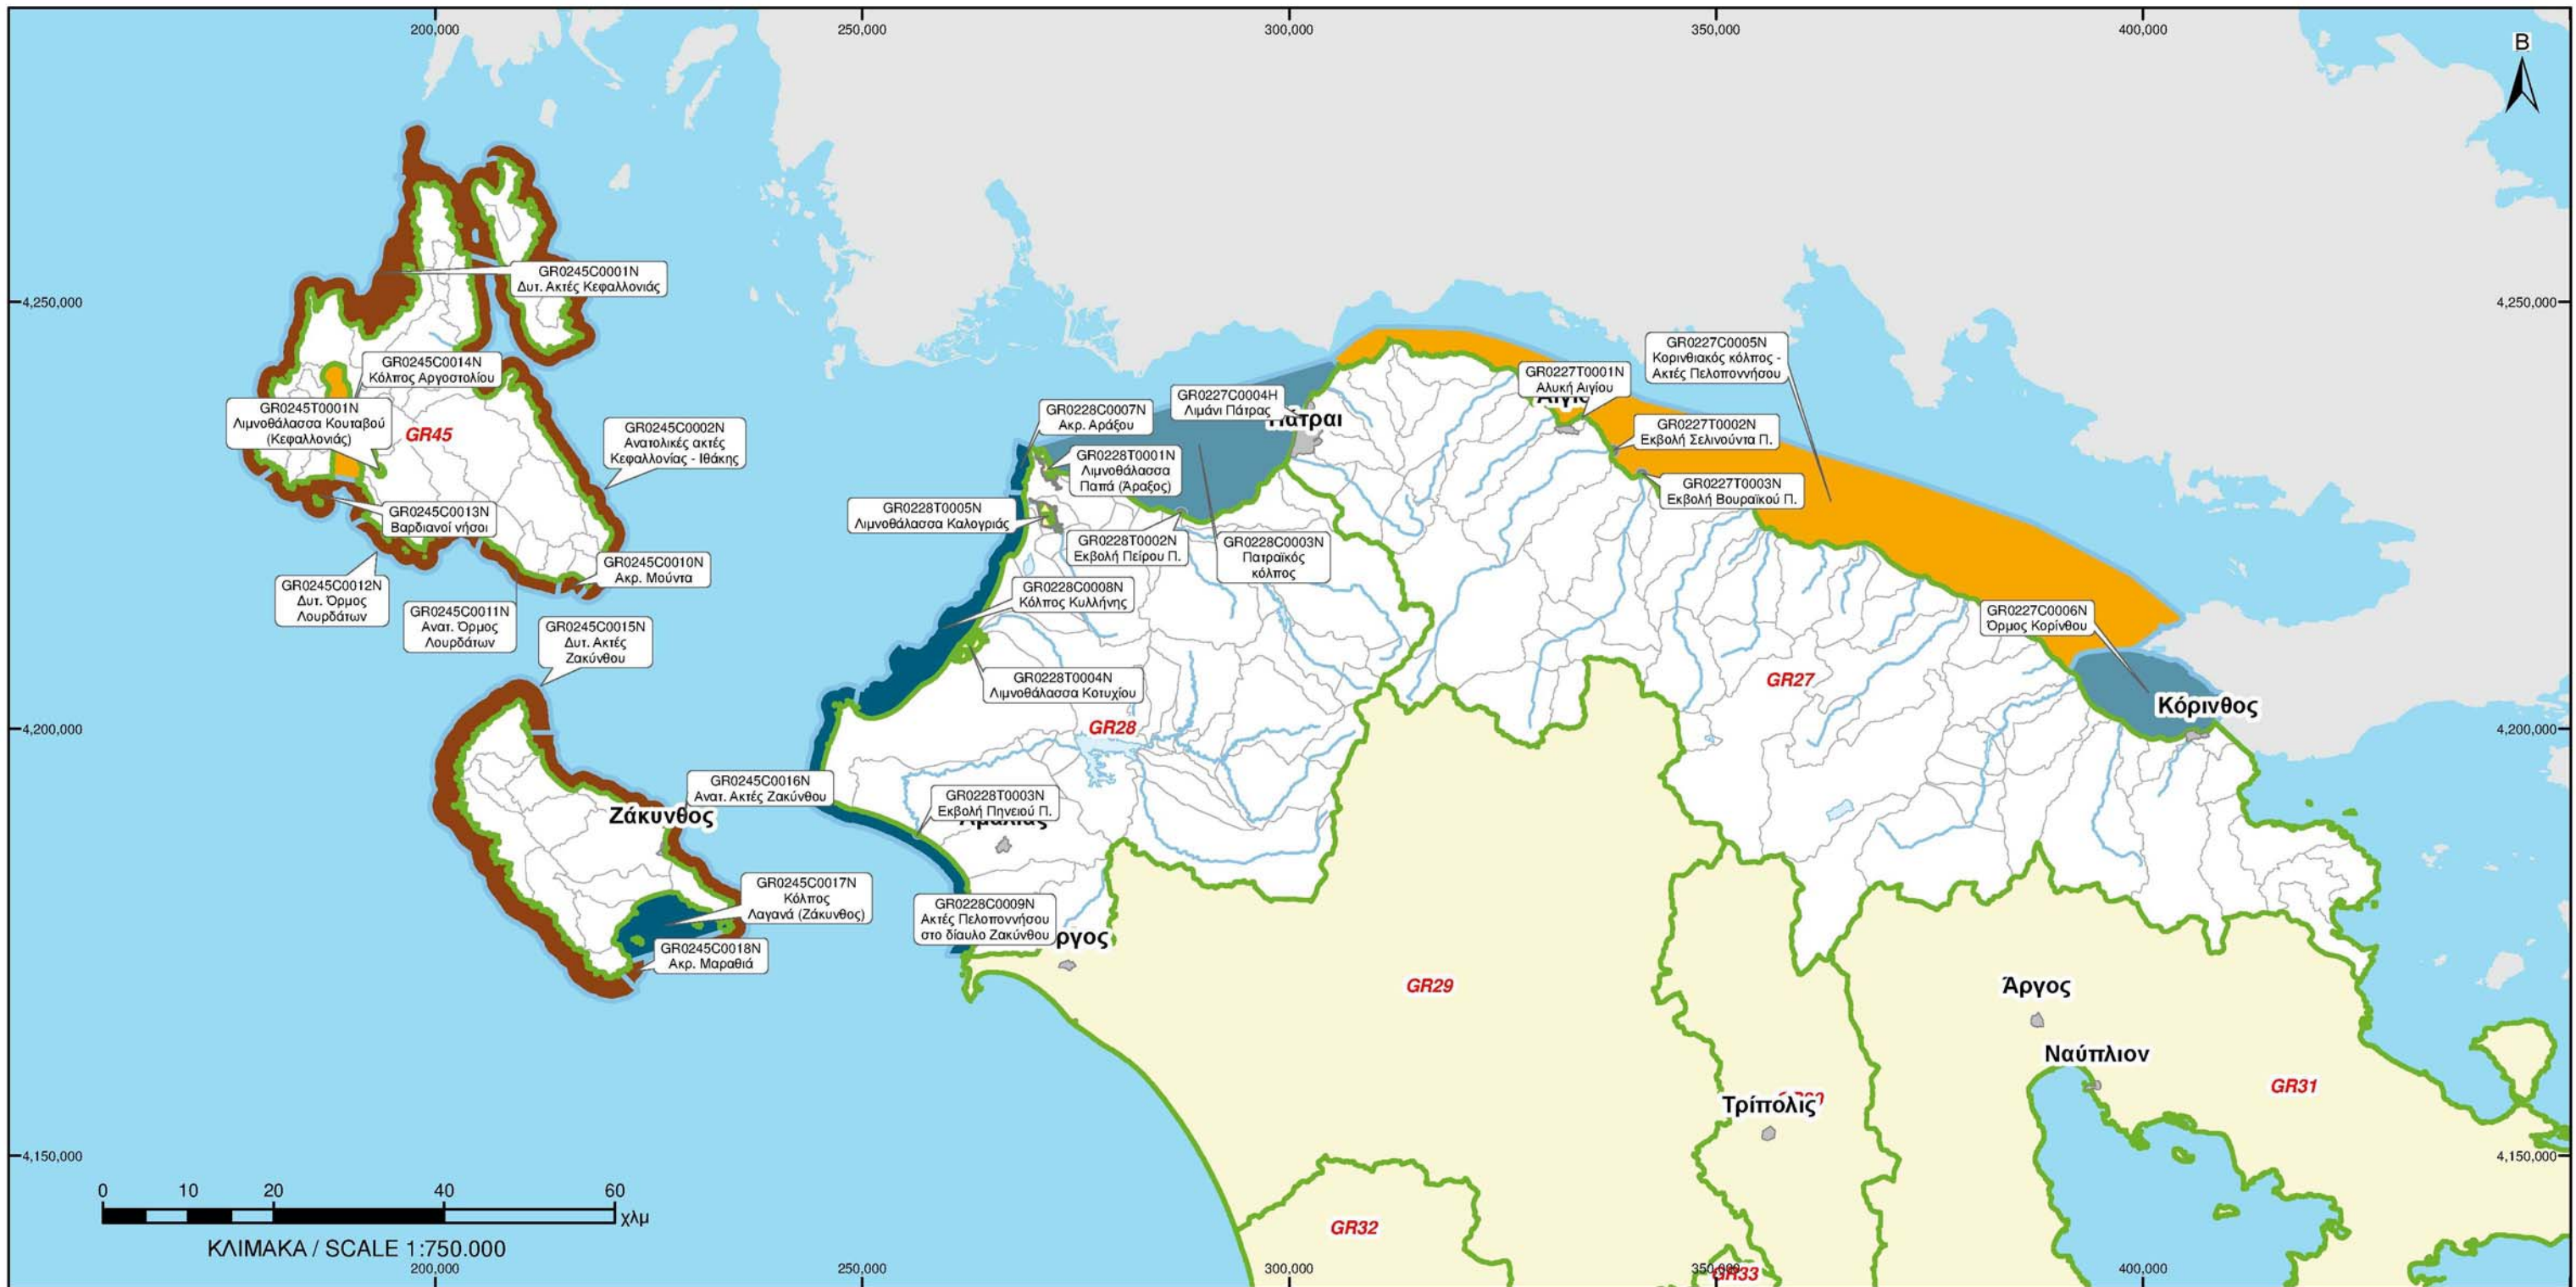 200,000
250,000
300,000
350,000
400,000
Β
4,250,000
4,250,000
GR0245C0001N
Δυτ. Ακτές Κεφαλλονιάς
GR0245C0014N
Κόλπος Αργοστολίου
GR0245T0001N
Λιμνοθάλασσα Κουταβού
(Κεφαλλονιάς)
GR45
GR0245C0002N
Ανατολικές ακτές
Κεφαλλονίας - Ιθάκης
GR0245C0013N
Βαρδιανοί νήσοι
GR0245C0010N
Ακρ. Μούντα
GR0245C0012N
Δυτ. Όρμος
Λουρδάτων
GR0245C0011N
Ανατ. Όρμος
Λουρδάτων
GR0245C0015N
Δυτ. Ακτές
Ζακύνθου
GR0228C0007N
Ακρ. Αράξου
GR0227C0004H
Λιμάνι Πάτρας
Πάτραι
GR0228T0001N
Λιμνοθάλασσα
Παπά (Άραξος)
GR0228T0005N
Λιμνοθάλασσα Καλογριάς
GR0228T0002N
Εκβολή Πείρου Π.
GR0228C0003N
Πατραϊκός
κόλπος
GR0228C0008N
Κόλπος Κυλλήνης
GR0228T0004N
Λιμνοθάλασσα Κοτυχίου
GR28
GR0227T0001N
Αλυκή Αιγίου
GR0227C0005N
Κορινθιακός κόλπος -
Ακτές Πελοποννήσου
GR0227T0002N
Εκβολή Σελινούντα Π.
GR0227T0003N
Εκβολή Βουραϊκού Π.
GR0227C0006N
Όρμος Κορίνθου
GR27
Κόρινθος
4,200,000
4,200,000
GR0245C0016N
Ανατ. Ακτές Ζακύνθου
Ζάκυνθος
GR0228T0003N
Εκβολή Πηνειού Π.
GR0245C0017N
Κόλπος
Λαγανά (Ζάκυνθος)
GR0245C0018N
Ακρ. Μαραθιά
GR0228C0009N
Ακτές Πελοποννήσου
στο δίαυλο Ζακύνθου
ργος
GR29
Άργος
Ναύπλιον
GR31
Τρίπολις
4,150,000
4,150,000
0 10 20 40 60
χλμ
ΚΛΙΜΑΚΑ / SCALE 1:750.000
GR32
GR33
200,000
250,000
300,000
350,000
400,000